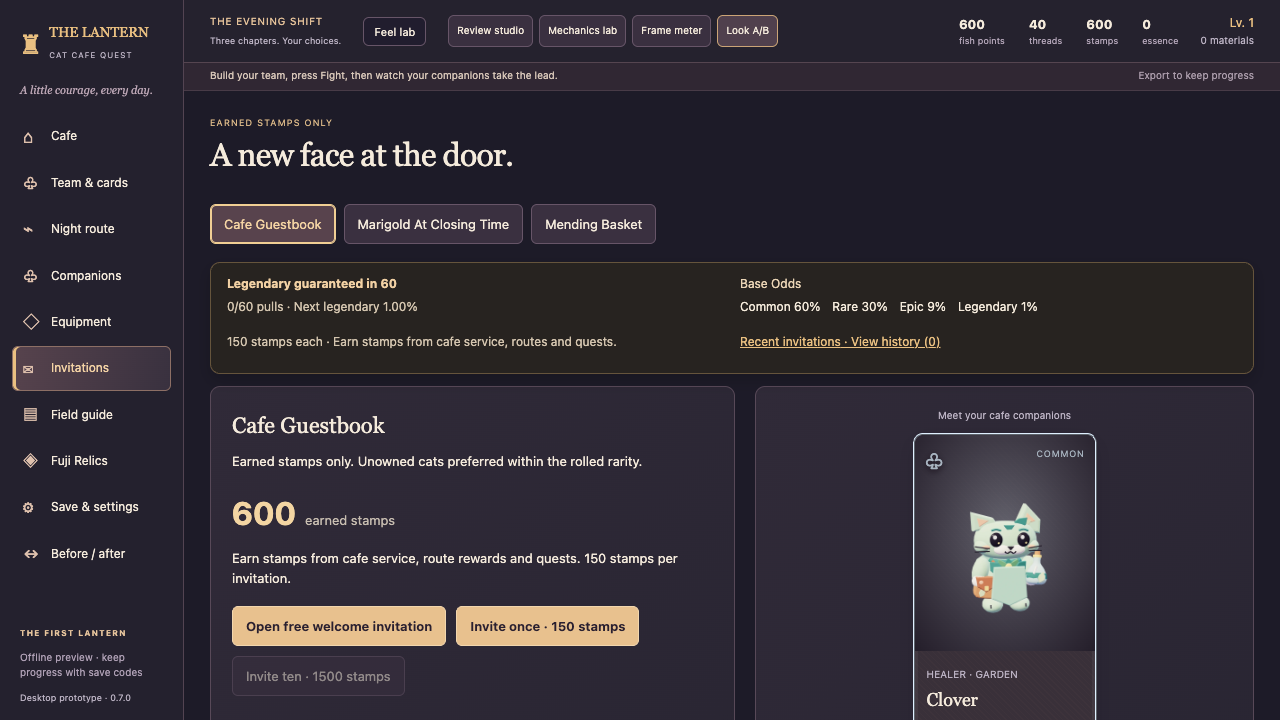 THE LANTERN
CAT CAFE QUEST
A little courage, every day.
Cafe
Team & cards
Night route
Companions
Equipment
Invitations
Field guide
Fuji Relics
Save & settings
Before / after
THE FIRST LANTERN
Offline preview · keep
progress with save codes
Desktop prototype · 0.7.0
THE EVENING SHIFT
Three chapters. Your choices.
Feel lab
Review studio
Mechanics lab
Frame meter
Look A/B
600
fish points
40
threads
600
stamps
0
essence
Lv. 1
0 materials
Build your team, press Fight, then watch your companions take the lead.
Export to keep progress
EARNED STAMPS ONLY
A new face at the door.
Cafe Guestbook
Marigold At Closing Time
Mending Basket
Legendary guaranteed in 60
0/60 pulls · Next legendary 1.00%
150 stamps each · Earn stamps from cafe service, routes and quests.
Base Odds
Common 60% Rare 30% Epic 9% Legendary 1%
Recent invitations · View history (0)
Cafe Guestbook
Earned stamps only. Unowned cats preferred within the rolled rarity.
600 earned stamps
Earn stamps from cafe service, route rewards and quests. 150 stamps per
invitation.
Open free welcome invitation
Invite once · 150 stamps
Invite ten · 1500 stamps
Meet your cafe companions
COMMON
HEALER · GARDEN
Clover